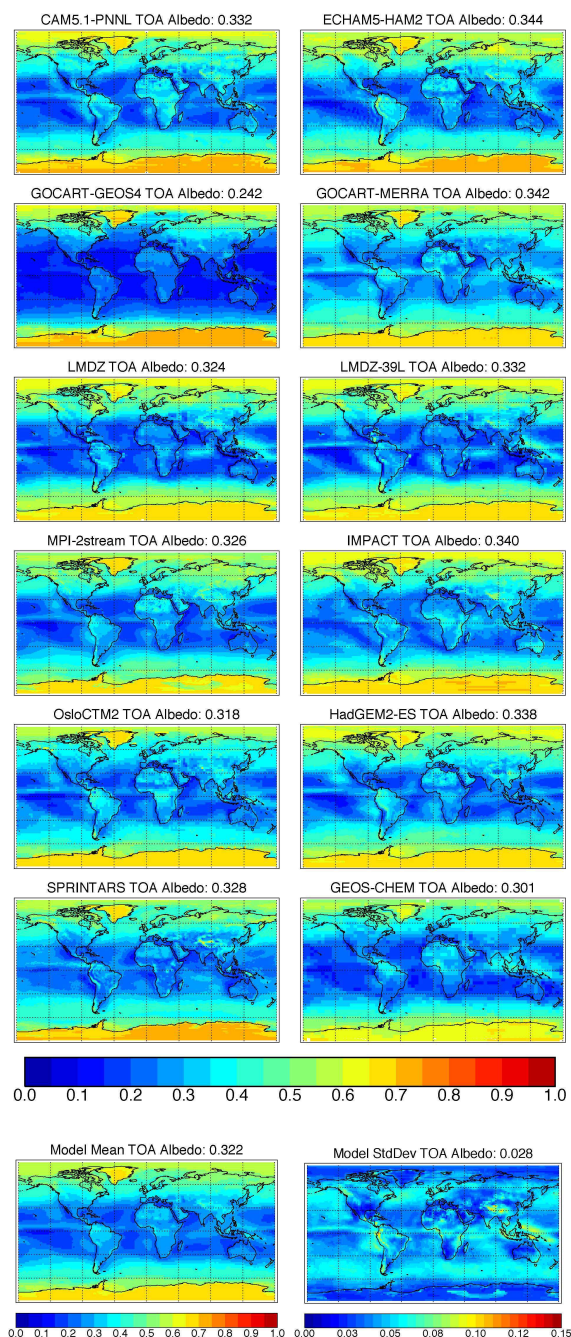 CAM5.1-PNNL TOA Albedo: 0.332
ECHAM5-HAM2 TOA Albedo: 0.344
GOCART-GEOS4 TOA Albedo: 0.242
GOCART-MERRA TOA Albedo: 0.342
LMDZ TOA Albedo: 0.324
LMDZ-39L TOA Albedo: 0.332
MPI-2stream TOA Albedo: 0.326
IMPACT TOA Albedo: 0.340
OsloCTM2 TOA Albedo: 0.318
HadGEM2-ES TOA Albedo: 0.338
SPRINTARS TOA Albedo: 0.328
GEOS-CHEM TOA Albedo: 0.301
0.0 0.1 0.2 0.3 0.4 0.5 0.6 0.7 0.8 0.9 1.0
Model Mean TOA Albedo: 0.322
Model StdDev TOA Albedo: 0.028
0.0 0.1 0.2 0.3 0.4 0.5 0.6 0.7 0.8 0.9 1.0
0.00 0.03 0.08 0.12 0.15